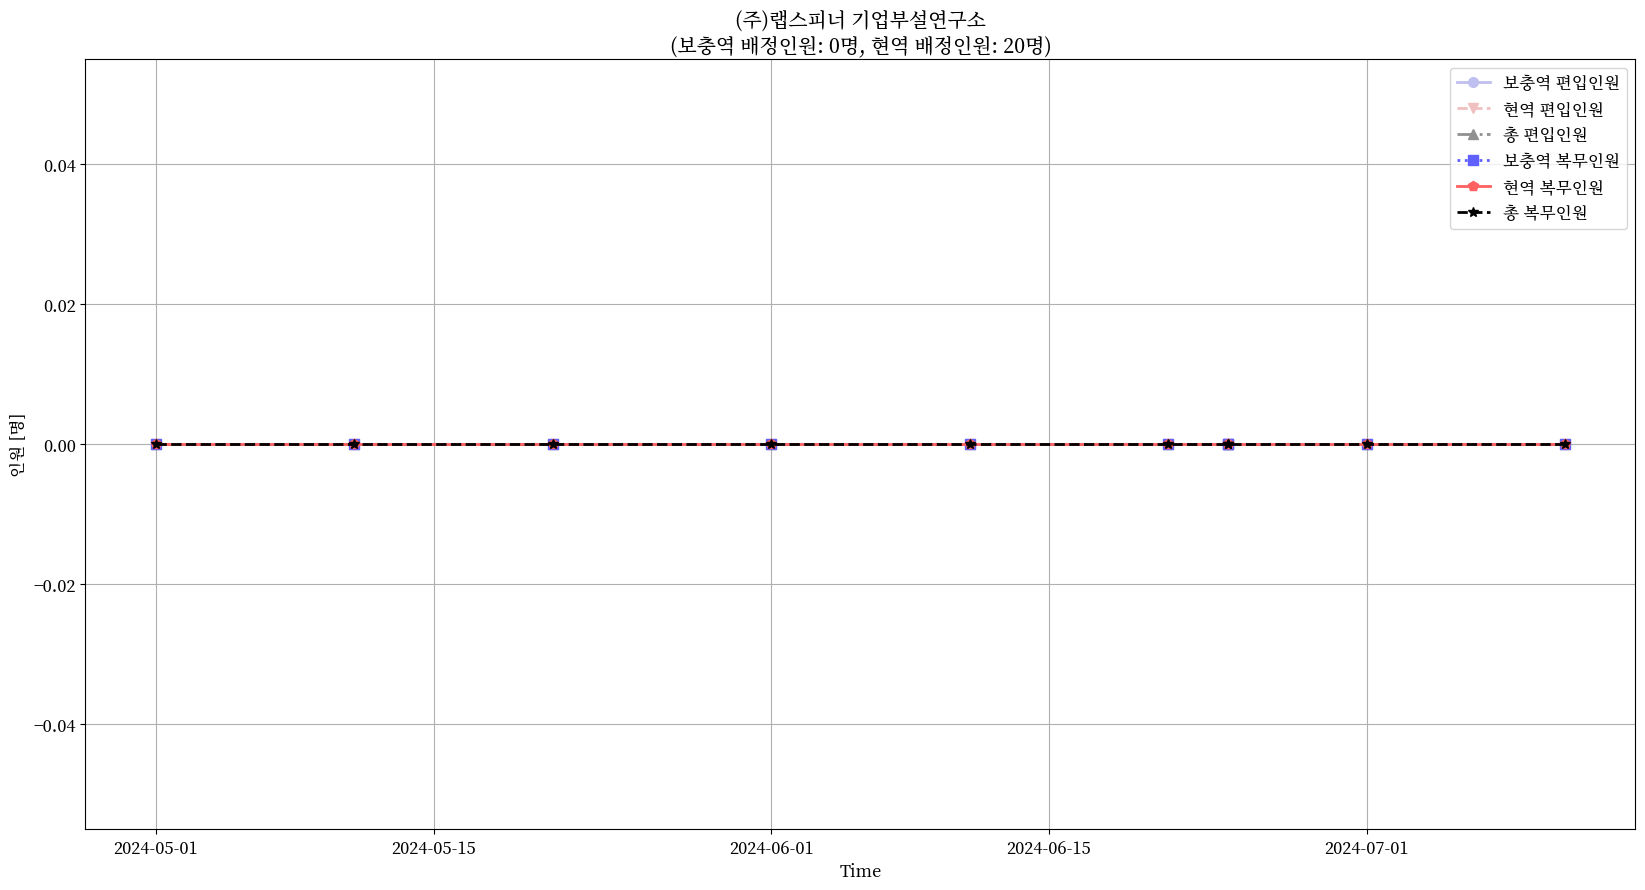 (주)랩스피너 기업부설연구소
(보충역 배정인원: 0명, 현역 배정인원: 20명)
보충역 편입인원
현역 편입인원
총 편입인원
보충역 복무인원
현역 복무인원
총 복무인원
인원 [명]
0.04
0.02
0.00
−0.02
−0.04
2024-05-01
2024-05-15
2024-06-01
2024-06-15
2024-07-01
Time